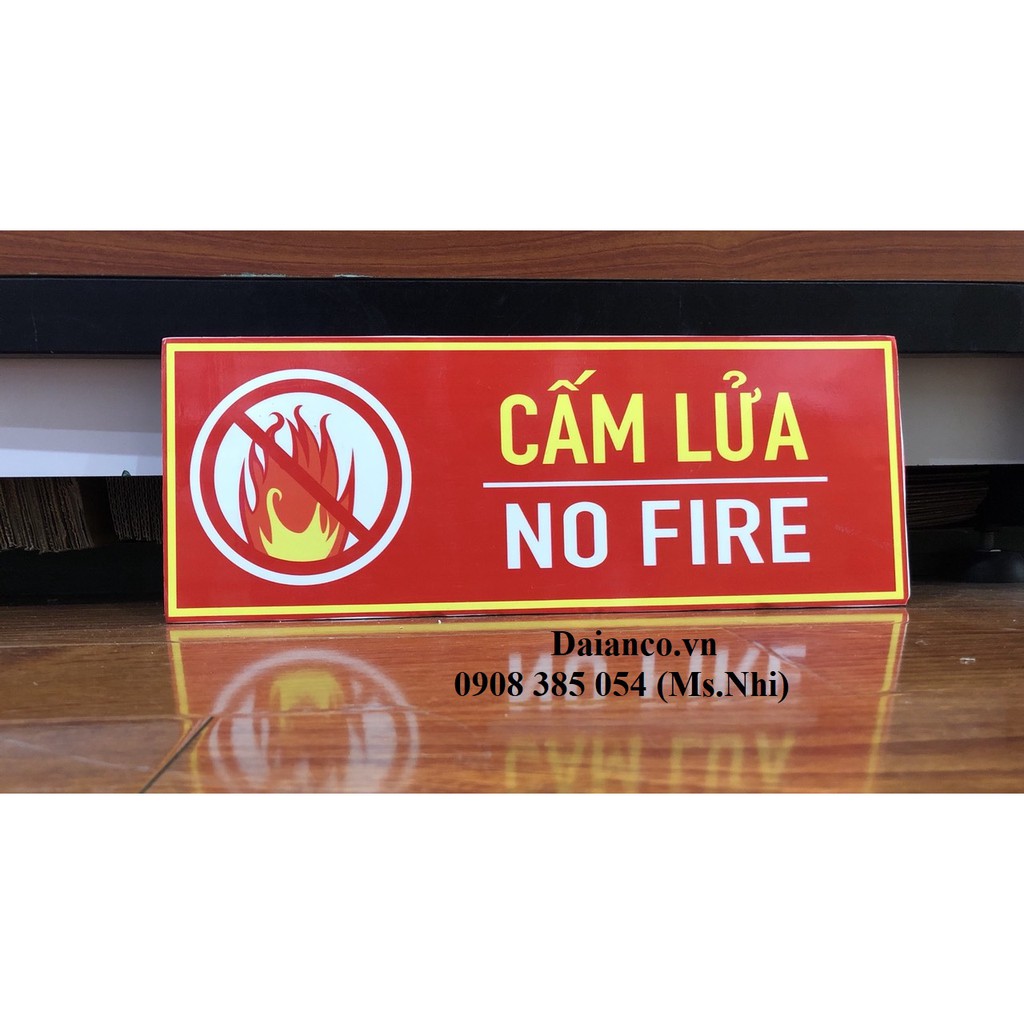 CẤM LỬA
NO FIRE
Daianco.vn
0908 385 054 (Ms.Nhi)